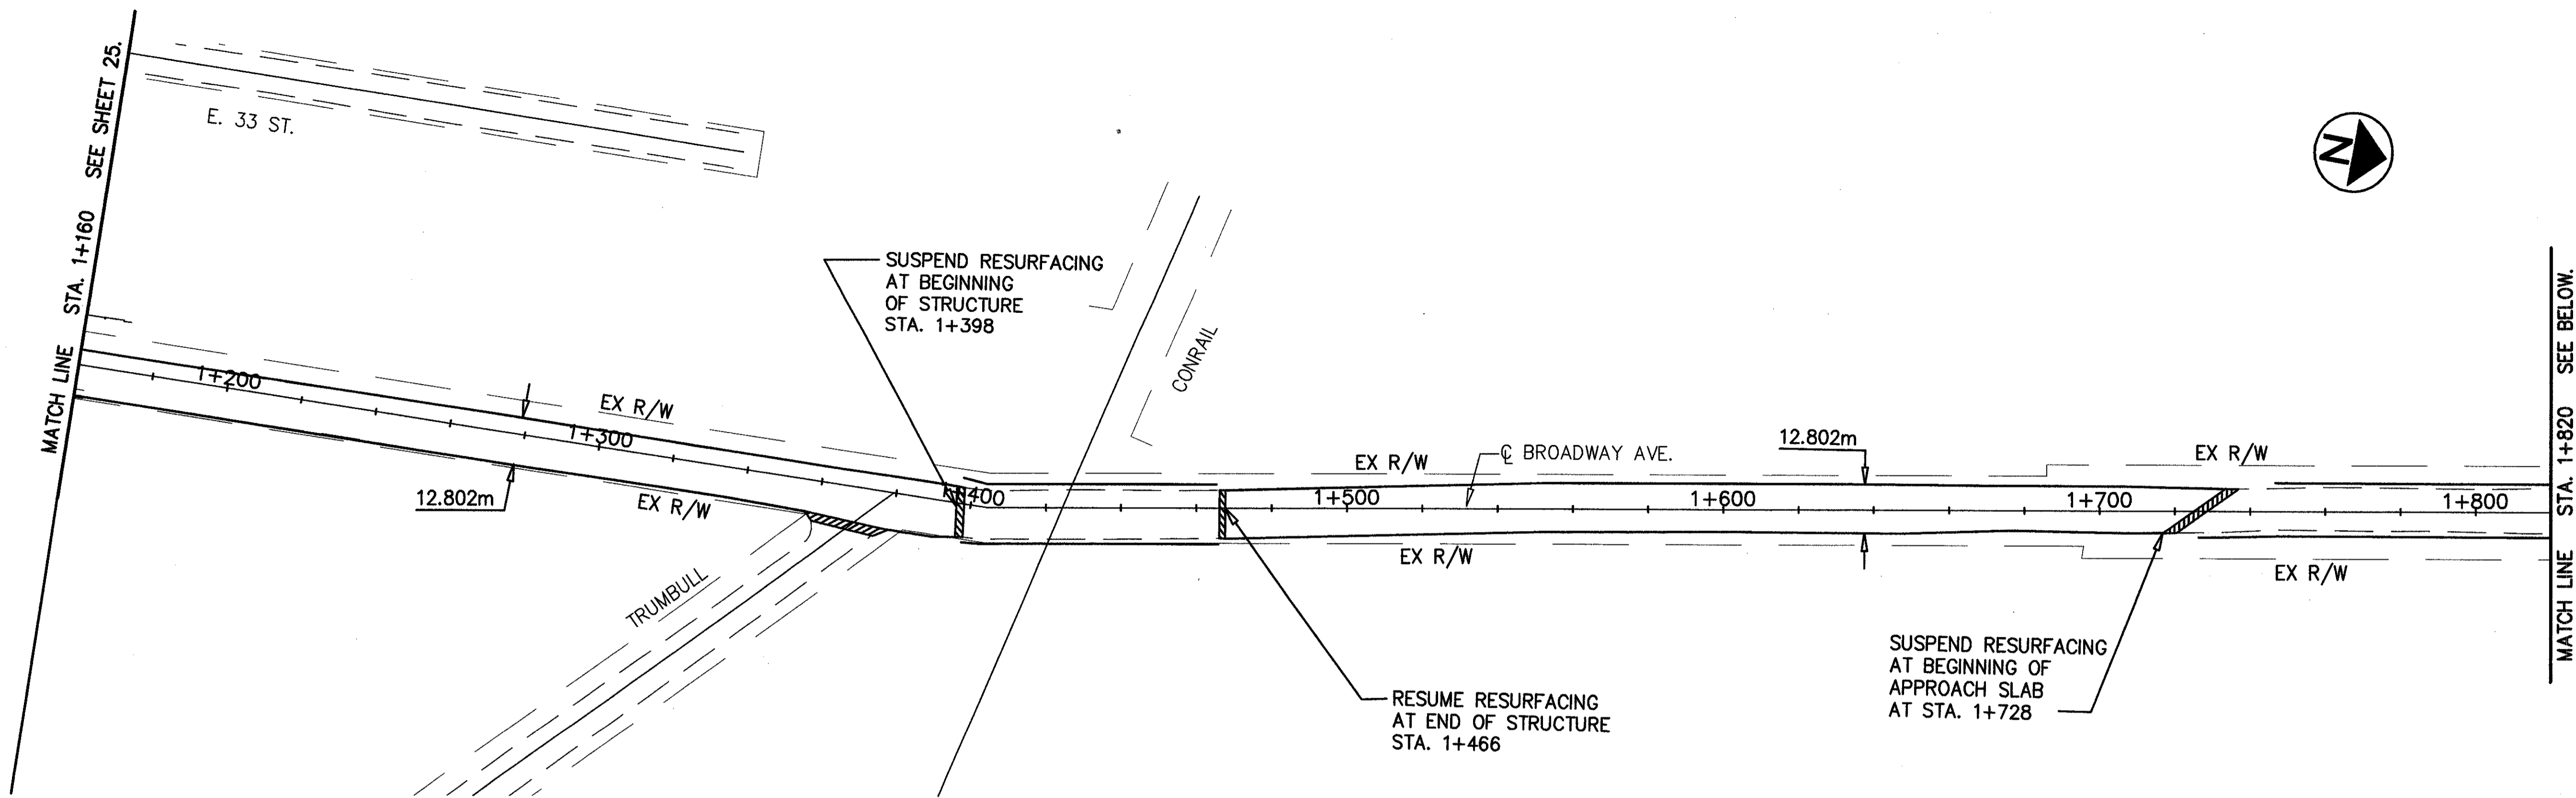 MATCH LINE STA. 1+160 SEE SHEET 25.
E. 33 ST.
N
SUSPEND RESURFACING
AT BEGINNING
OF STRUCTURE
STA. 1+398
CONRAIL
1+200
EX R/W
1+300
12.802m
EX R/W
1+400
TRUMBULL
EX R/W
℄ BROADWAY AVE.
12.802m
EX R/W
1+500
1+600
1+700
1+800
EX R/W
EX R/W
RESUME RESURFACING
AT END OF STRUCTURE
STA. 1+466
SUSPEND RESURFACING
AT BEGINNING OF
APPROACH SLAB
AT STA. 1+728
MATCH LINE STA. 1+820 SEE BELOW.